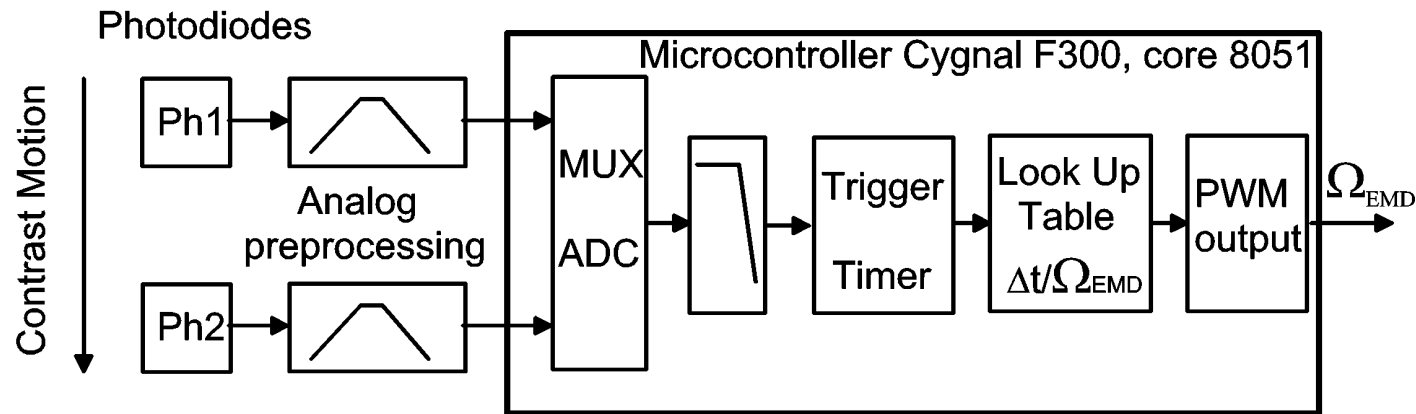 Photodiodes
Microcontroller Cygnal F300, core 8051
Contrast Motion
Ph1
Analog
preprocessing
Ph2
MUX
ADC
Trigger
Timer
Look Up
Table
Δt/ΩEMD
PWM
output
ΩEMD